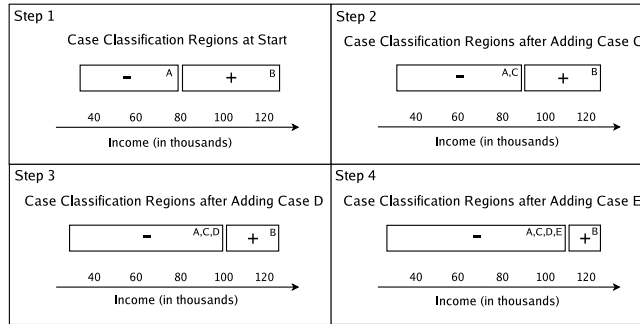 Step 1
Case Classification Regions at Start
- A + B
40 60 80 100 120
Income (in thousands)
Step 2
Case Classification Regions after Adding Case C
- A,C + B
40 60 80 100 120
Income (in thousands)
Step 3
Case Classification Regions after Adding Case D
- A,C,D + B
40 60 80 100 120
Income (in thousands)
Step 4
Case Classification Regions after Adding Case E
- A,C,D,E + B
40 60 80 100 120
Income (in thousands)